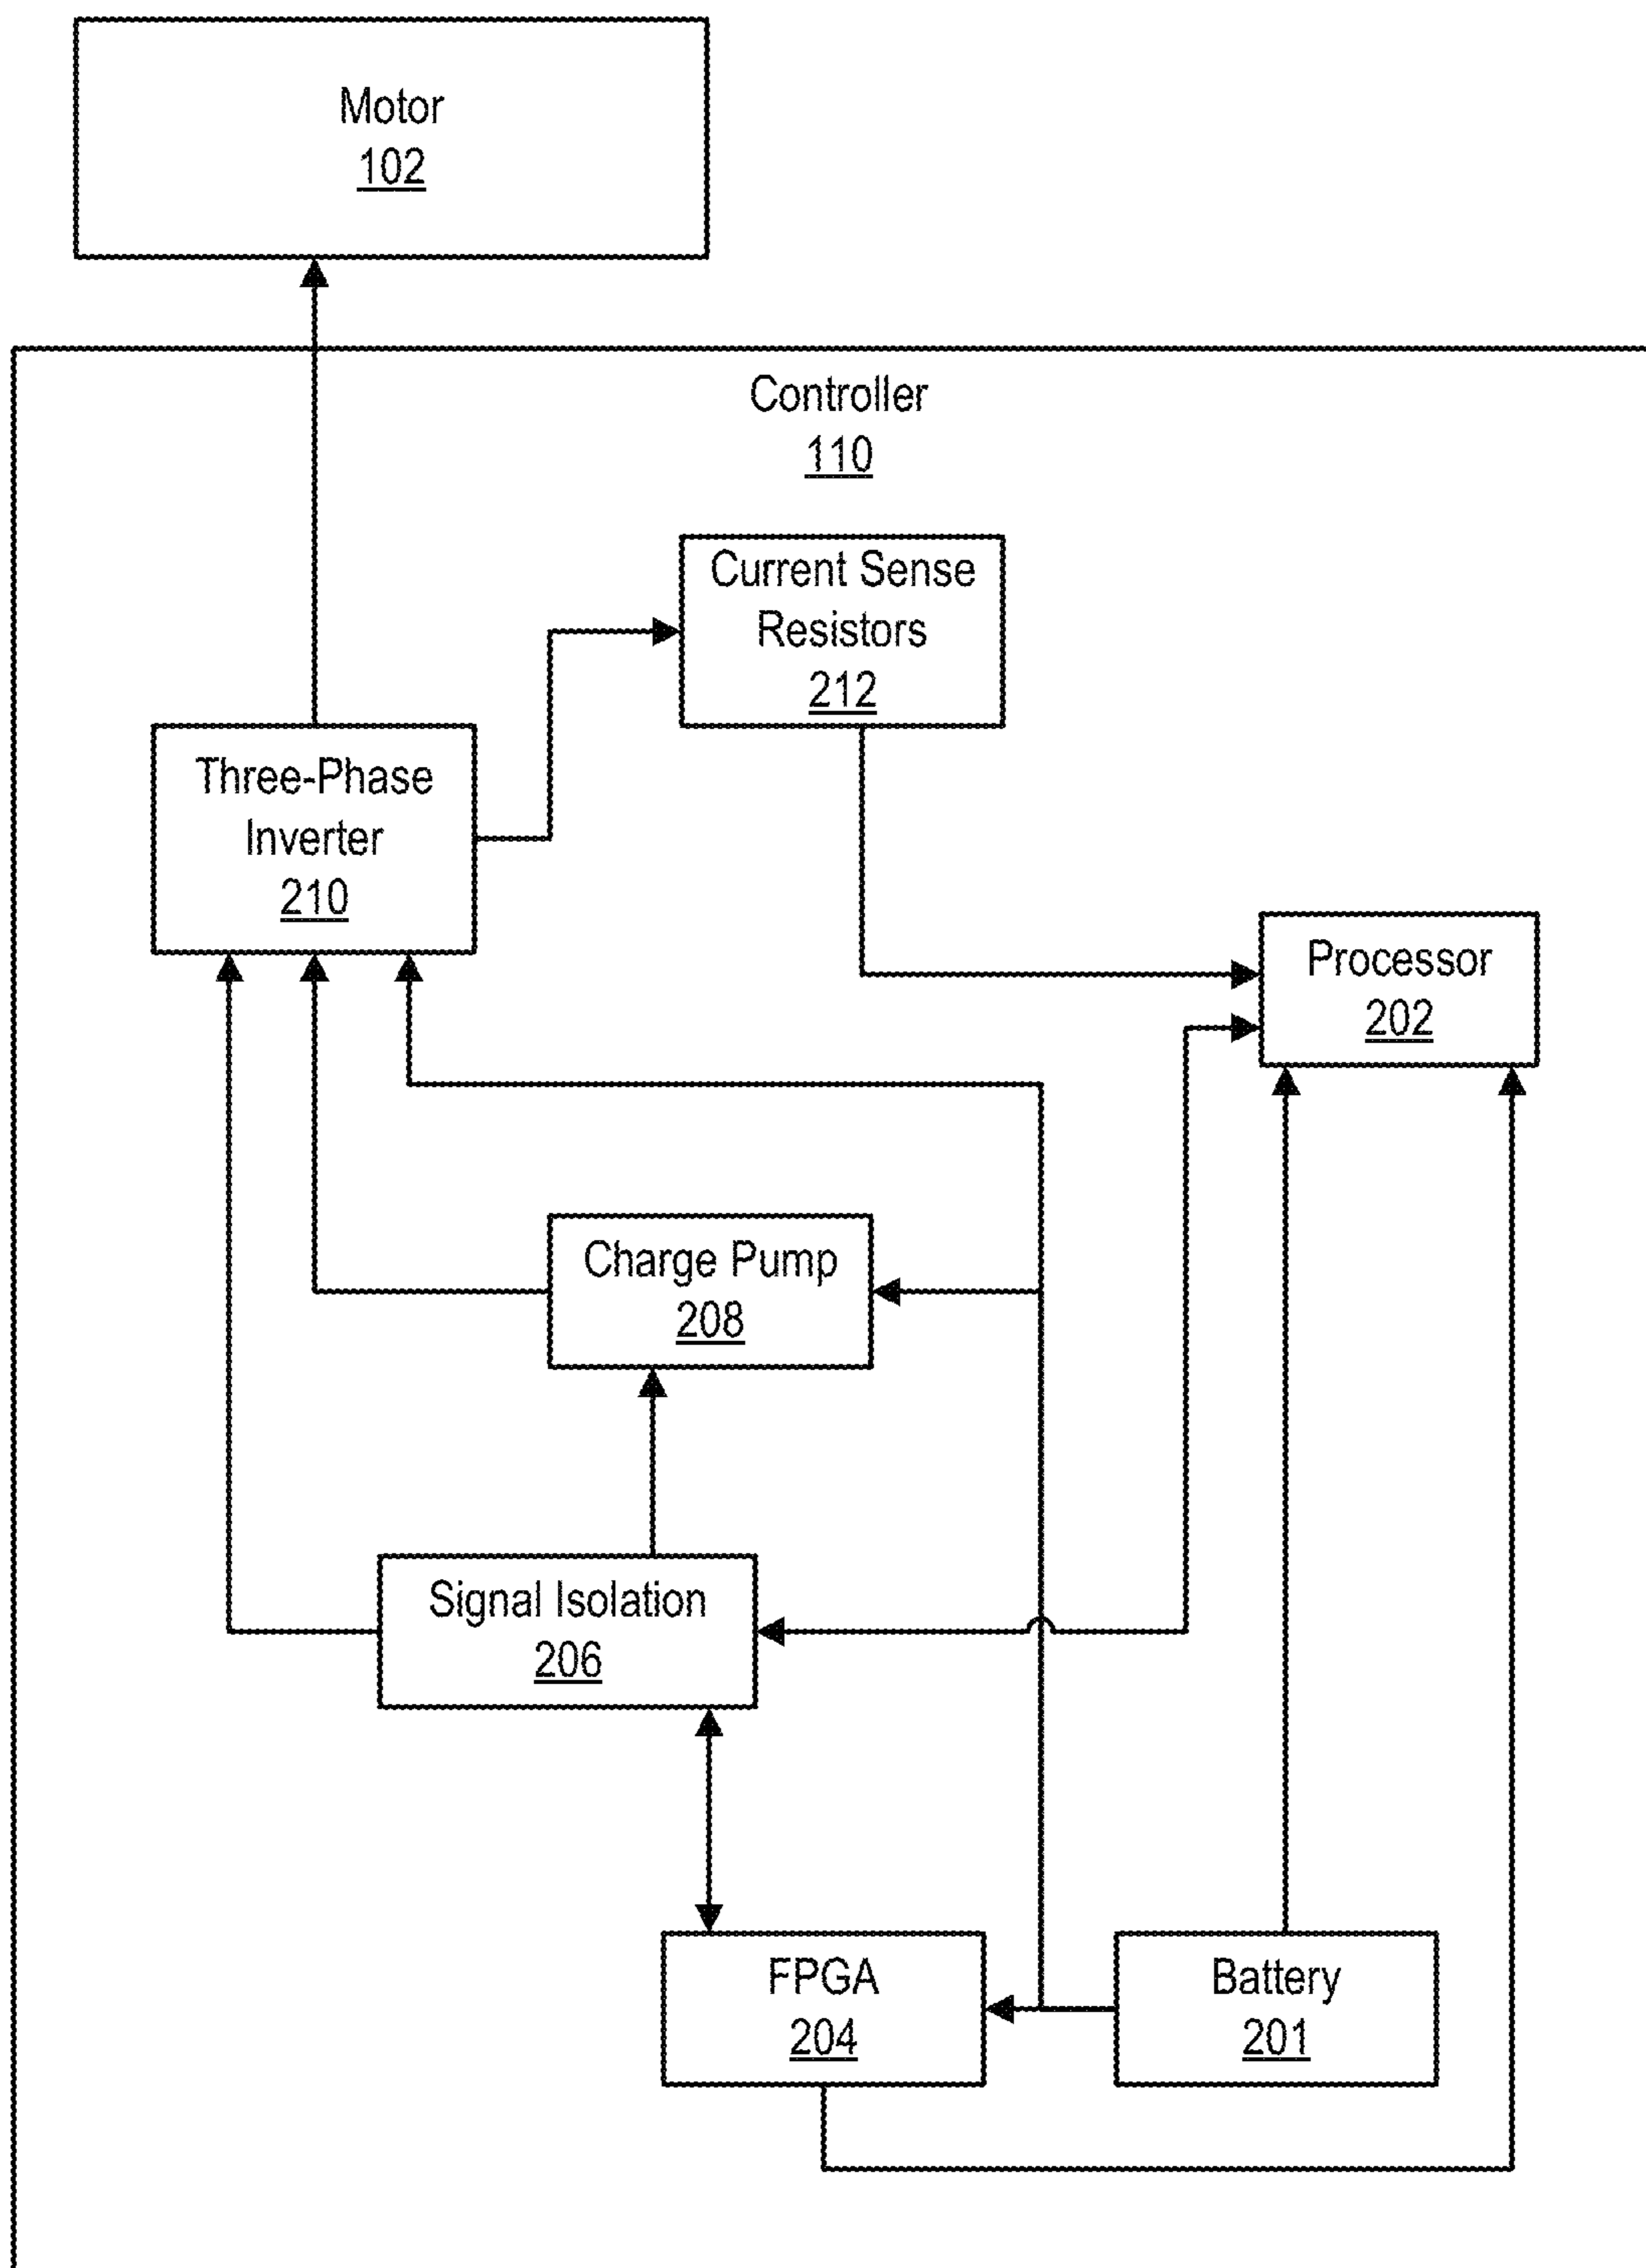 Motor
102
Controller
110
Current Sense
Resistors
212
Three-Phase
Inverter
210
Processor
202
Charge Pump
208
Signal Isolation
206
FPGA
204
Battery
201